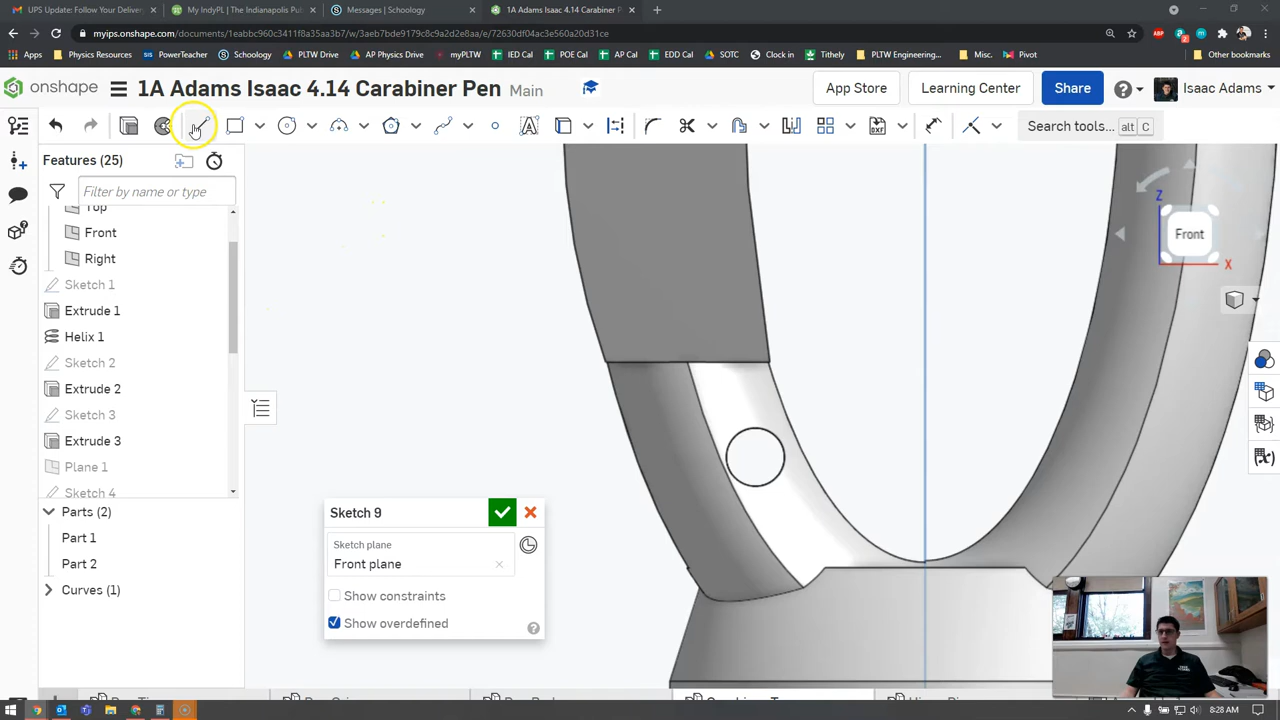 UPS Update: Follow Your Delivery
My IndyPL | The Indianapolis Pub
Messages | Schoology
1A Adams Isaac 4.14 Carabiner P
myips.onshape.com/documents/1eabbc960c3411f8a35aa3b7/w/3aeb7bde9179c8c9a2d2e8aa/e/72630df04ac3e560a20d31ce
Apps
Physics Drive
PowerTeacher
Schoology
PLTW Drive
AP Physics Drive
myPLTW
IED Cal
POE Cal
AP Cal
EDD Cal
SOTC
Clock in
Tithely
PLTW Engineering...
Misc.
Pivot
Other bookmarks
onshape
1A Adams Isaac 4.14 Carabiner Pen
Main
App Store
Learning Center
Share
Isaac Adams
Search tools...
alt
C
Features (25)
Filter by name or type
Top
Front
Right
Sketch 1
Extrude 1
Helix 1
Sketch 2
Extrude 2
Sketch 3
Extrude 3
Plane 1
Sketch 4
Parts (2)
Part 1
Part 2
Curves (1)
Z
Front
X
Sketch 9
Sketch plane
Front plane
Show constraints
Show overdefined
8:28 AM